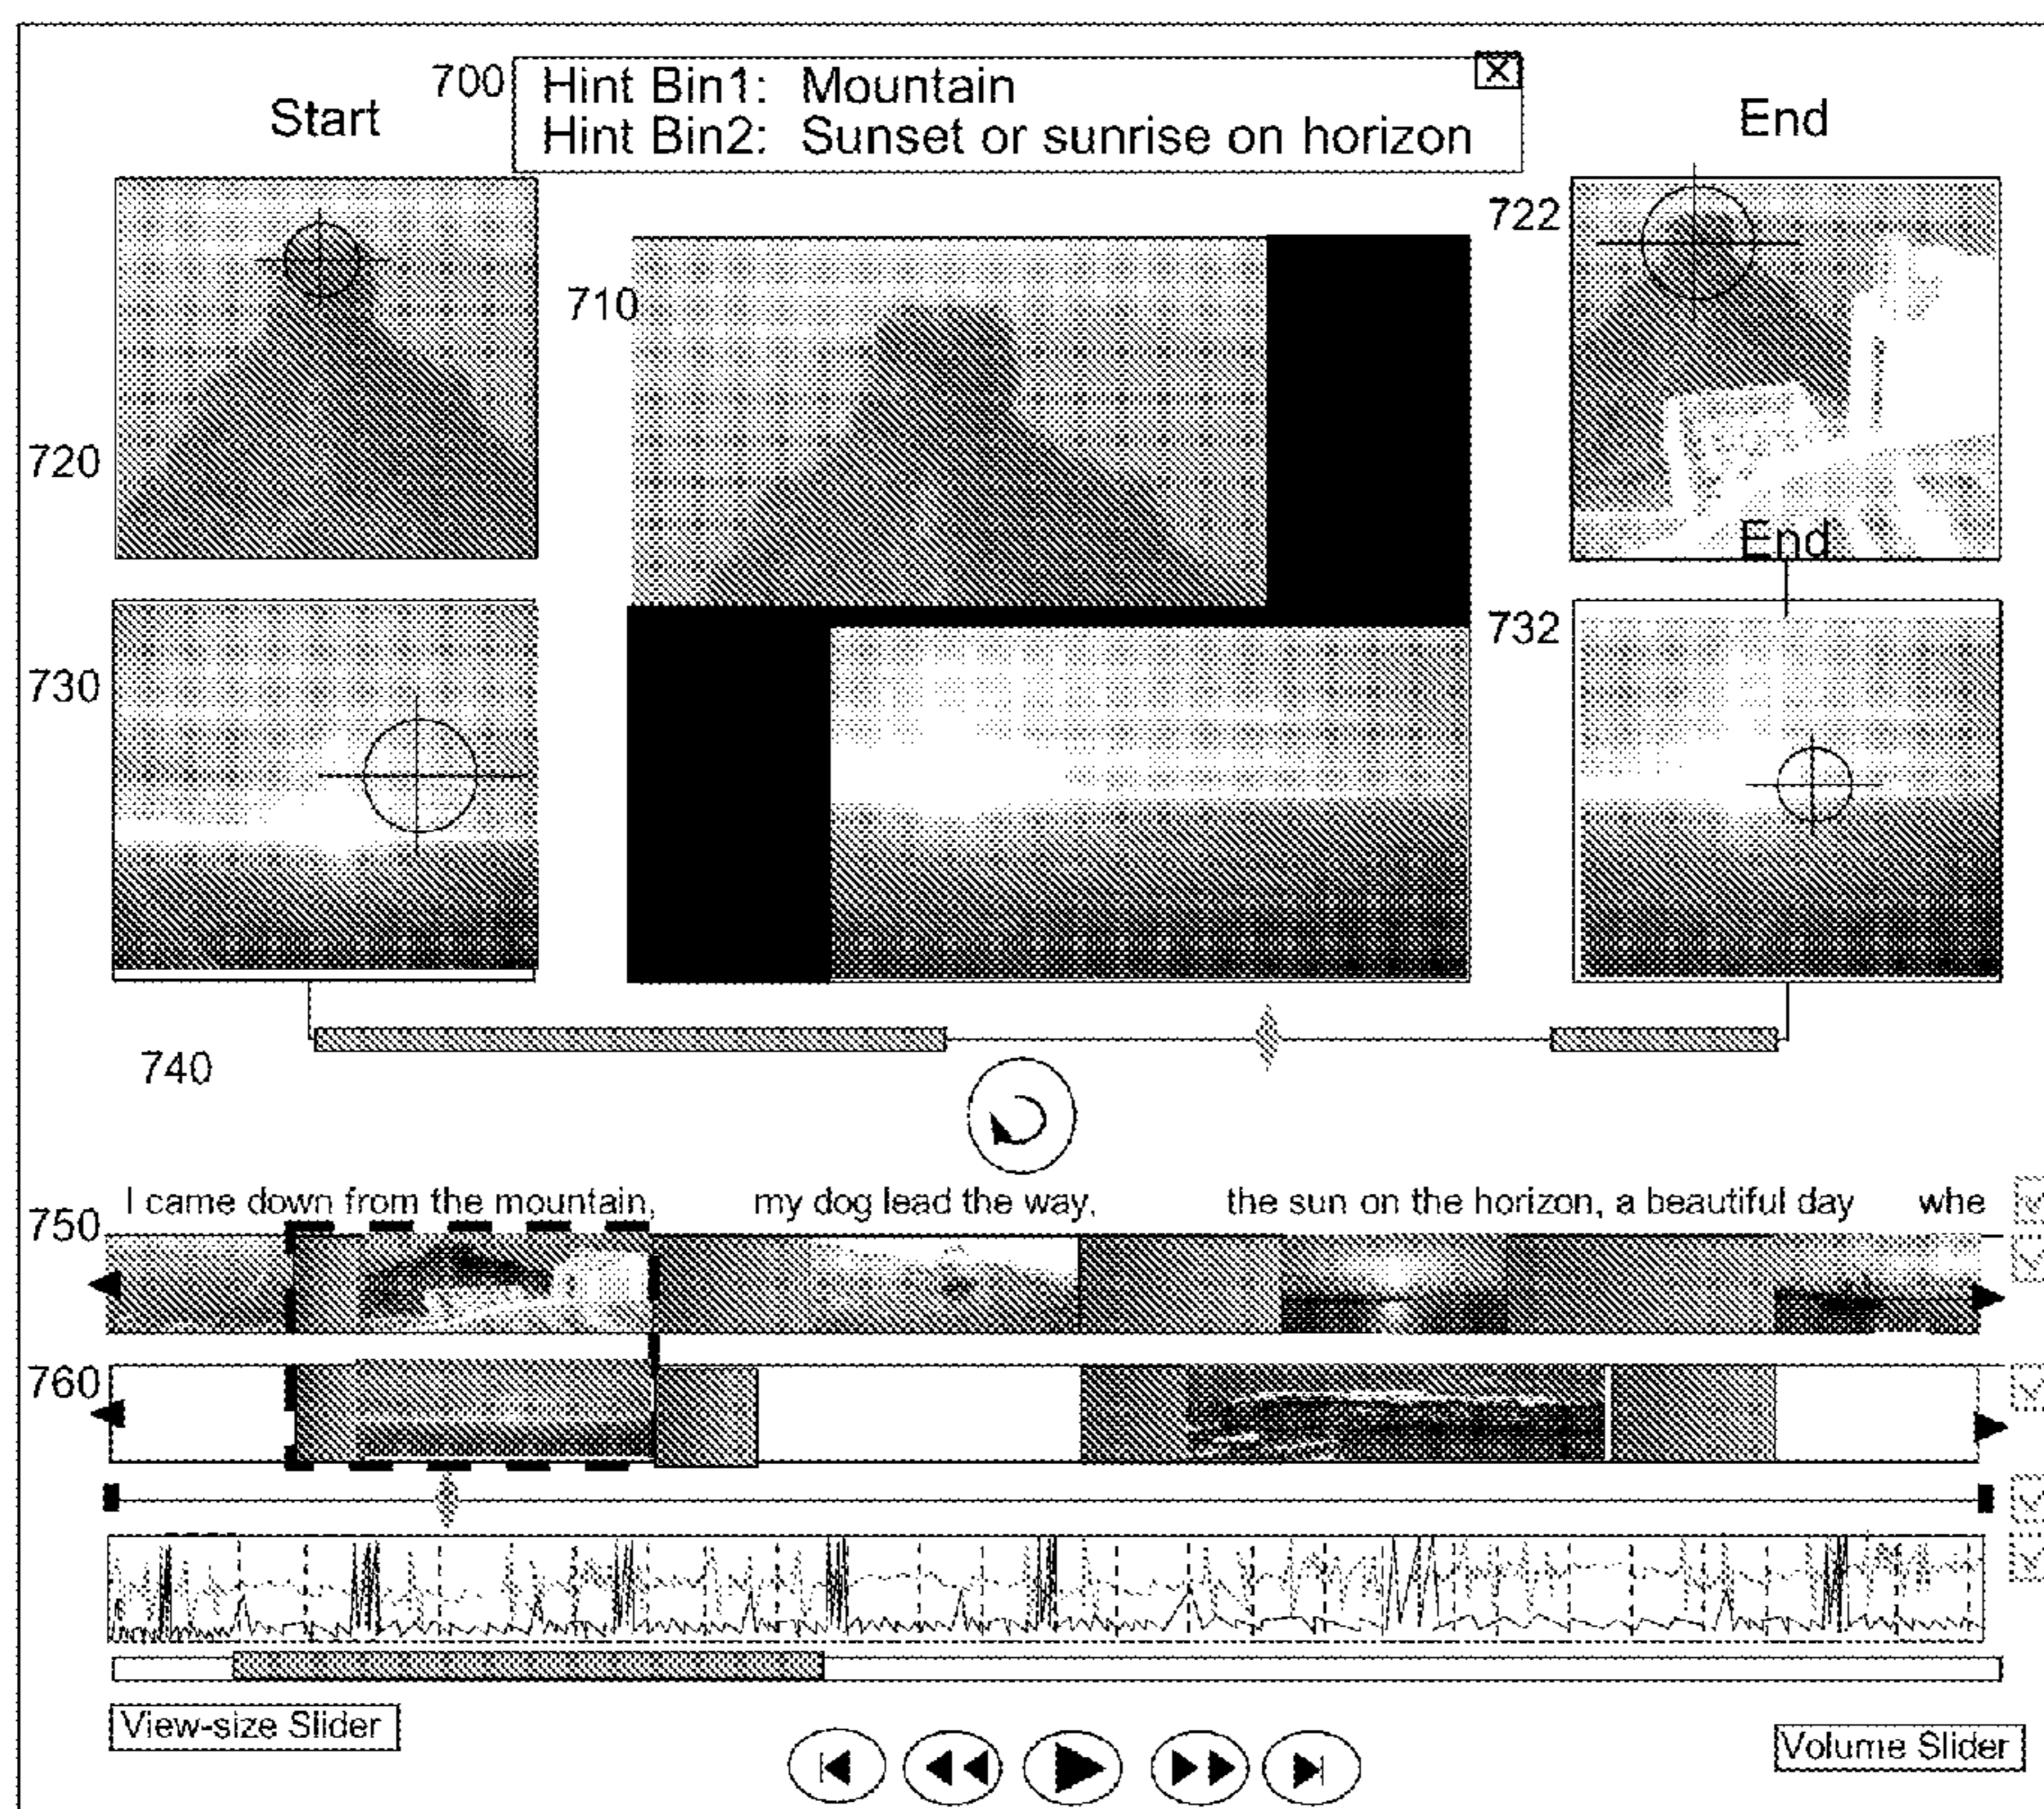 700
Hint Bin1: Mountain
Hint Bin2: Sunset or sunrise on horizon
Start
End
720
710
722
End
730
732
740
I came down from the mountain, my dog lead the way, the sun on the horizon, a beautiful day whe
750
760
View-size Slider
Volume Slider